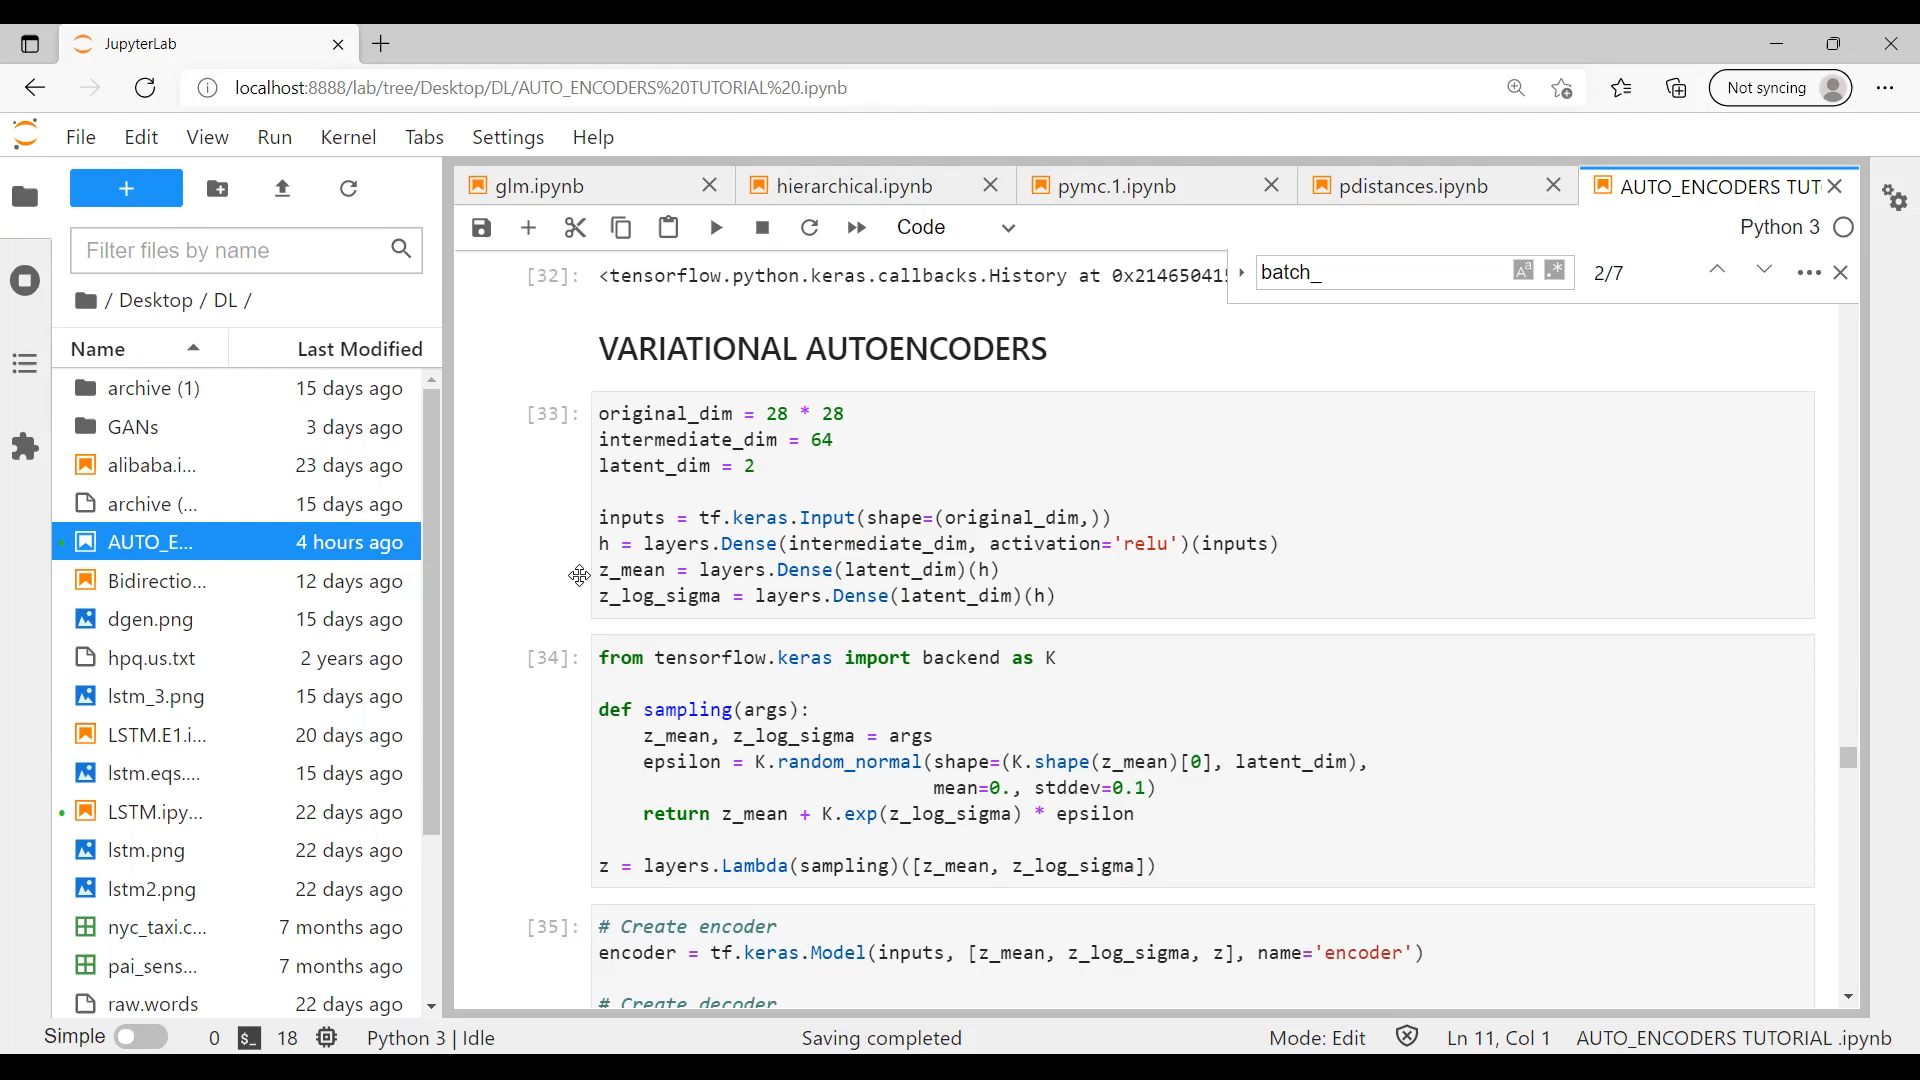 JupyterLab
localhost:8888/lab/tree/Desktop/DL/AUTO_ENCODERS%20TUTORIAL%20.ipynb
Not syncing
File Edit View Run Kernel Tabs Settings Help
glm.ipynb hierarchical.ipynb pymc.1.ipynb pdistances.ipynb AUTO_ENCODERS TUT
Code
Python 3
Filter files by name
/ Desktop / DL /
Name Last Modified
archive (1) 15 days ago
GANs 3 days ago
alibaba.i... 23 days ago
archive (... 15 days ago
AUTO_E... 4 hours ago
Bidirectio... 12 days ago
dgen.png 15 days ago
hpq.us.txt 2 years ago
lstm_3.png 15 days ago
LSTM.E1.i... 20 days ago
lstm.eqs.... 15 days ago
LSTM.ipy... 22 days ago
lstm.png 22 days ago
lstm2.png 22 days ago
nyc_taxi.c... 7 months ago
pai_sens... 7 months ago
raw.words 22 days ago
batch_ Aa .* 2/7
[32]: <tensorflow.python.keras.callbacks.History at 0x214650415
VARIATIONAL AUTOENCODERS
[33]: original_dim = 28 * 28
intermediate_dim = 64
latent_dim = 2
inputs = tf.keras.Input(shape=(original_dim,))
h = layers.Dense(intermediate_dim, activation='relu')(inputs)
z_mean = layers.Dense(latent_dim)(h)
z_log_sigma = layers.Dense(latent_dim)(h)
[34]: from tensorflow.keras import backend as K
def sampling(args):
z_mean, z_log_sigma = args
epsilon = K.random_normal(shape=(K.shape(z_mean)[0], latent_dim),
mean=0., stddev=0.1)
return z_mean + K.exp(z_log_sigma) * epsilon
z = layers.Lambda(sampling)([z_mean, z_log_sigma])
[35]: # Create encoder
encoder = tf.keras.Model(inputs, [z_mean, z_log_sigma, z], name='encoder')
# Create decoder
Simple 0 $_ 18 Python 3 | Idle Saving completed Mode: Edit Ln 11, Col 1 AUTO_ENCODERS TUTORIAL .ipynb